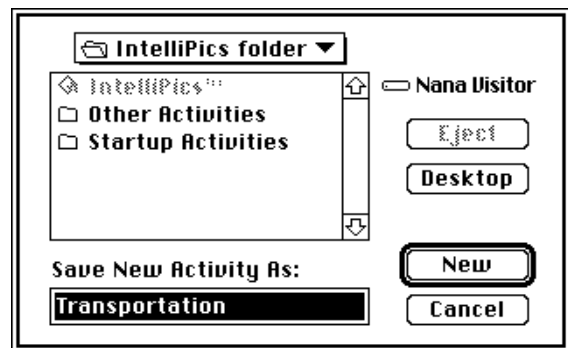 IntelliPics folder
IntelliPics™
Nana Visitor
Other Activities
Startup Activities
Eject
Desktop
Save New Activity As:
New
Transportation
Cancel